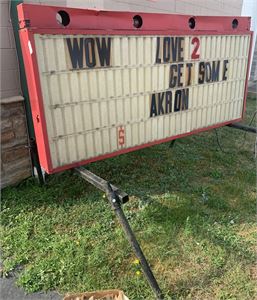 WOW LOVE 2
GET SOME
AKRON
$